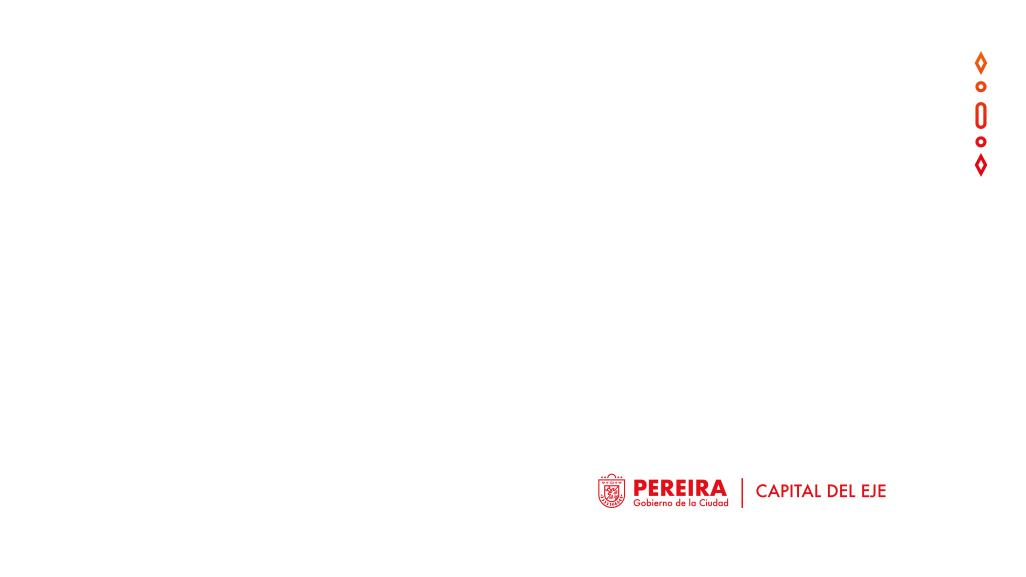 PEREIRA
Gobierno de la Ciudad
CAPITAL DEL EJE